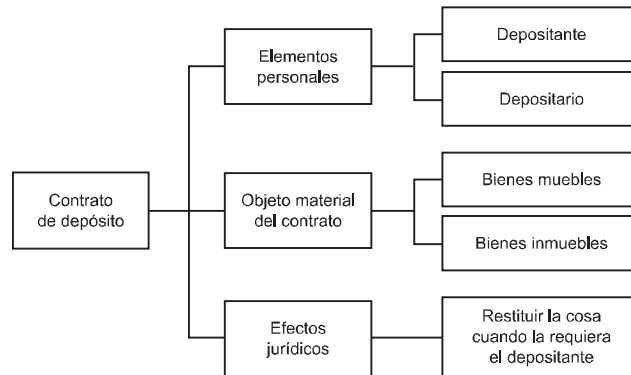 Contrato
de depósito
Elementos
personales
Depositante
Depositario
Objeto material
del contrato
Bienes muebles
Bienes inmuebles
Efectos
jurídicos
Restituir la cosa
cuando la requiera
el depositante